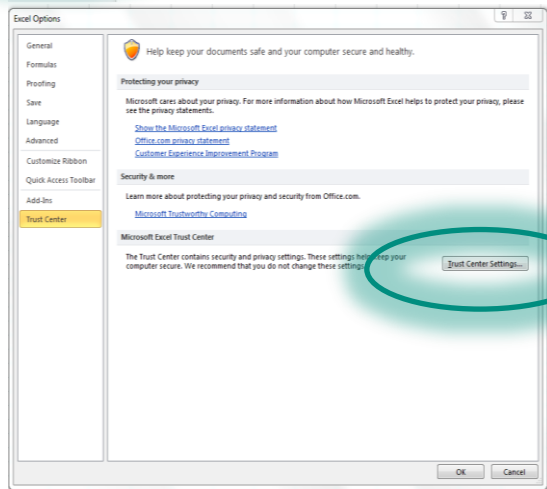 Excel Options
General
Formulas
Proofing
Save
Language
Advanced
Customize Ribbon
Quick Access Toolbar
Add-Ins
Trust Center
Help keep your documents safe and your computer secure and healthy.
Protecting your privacy
Microsoft cares about your privacy. For more information about how Microsoft Excel helps to protect your privacy, please
see the privacy statements.
Show the Microsoft Excel privacy statement
Office.com privacy statement
Customer Experience Improvement Program
Security & more
Learn more about protecting your privacy and security from Office.com.
Microsoft Trustworthy Computing
Microsoft Excel Trust Center
The Trust Center contains security and privacy settings. These settings help keep your
computer secure. We recommend that you do not change these settings
Trust Center Settings...
OK
Cancel